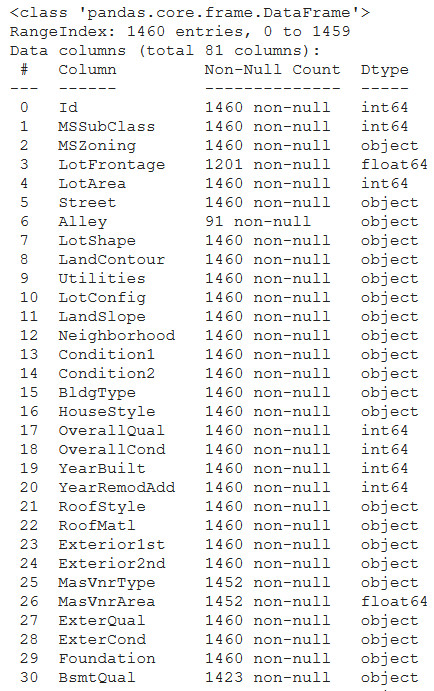 <class 'pandas.core.frame.DataFrame'>
RangeIndex: 1460 entries, 0 to 1459
Data columns (total 81 columns):
 #   Column         Non-Null Count  Dtype
---  ------         --------------  -----
 0   Id             1460 non-null   int64
 1   MSSubClass     1460 non-null   int64
 2   MSZoning       1460 non-null   object
 3   LotFrontage    1201 non-null   float64
 4   LotArea        1460 non-null   int64
 5   Street         1460 non-null   object
 6   Alley          91 non-null     object
 7   LotShape       1460 non-null   object
 8   LandContour    1460 non-null   object
 9   Utilities      1460 non-null   object
 10  LotConfig      1460 non-null   object
 11  LandSlope      1460 non-null   object
 12  Neighborhood   1460 non-null   object
 13  Condition1     1460 non-null   object
 14  Condition2     1460 non-null   object
 15  BldgType       1460 non-null   object
 16  HouseStyle     1460 non-null   object
 17  OverallQual    1460 non-null   int64
 18  OverallCond    1460 non-null   int64
 19  YearBuilt      1460 non-null   int64
 20  YearRemodAdd   1460 non-null   int64
 21  RoofStyle      1460 non-null   object
 22  RoofMatl       1460 non-null   object
 23  Exterior1st    1460 non-null   object
 24  Exterior2nd    1460 non-null   object
 25  MasVnrType     1452 non-null   object
 26  MasVnrArea     1452 non-null   float64
 27  ExterQual      1460 non-null   object
 28  ExterCond      1460 non-null   object
 29  Foundation     1460 non-null   object
 30  BsmtQual       1423 non-null   object